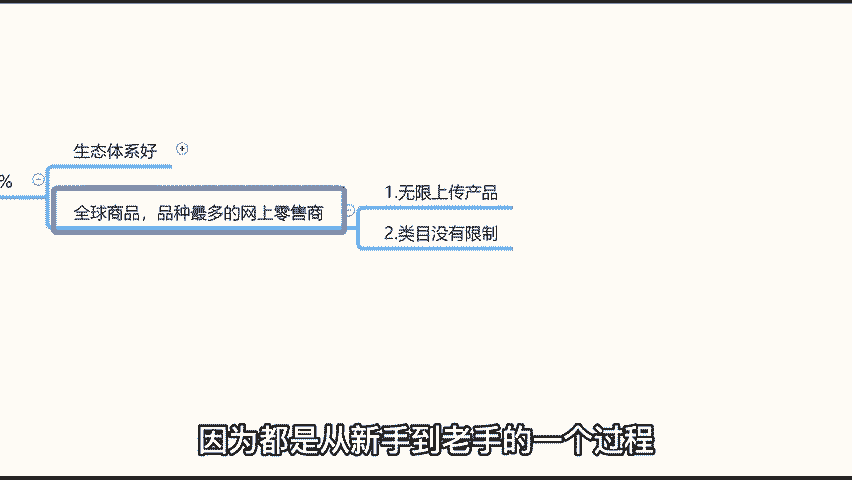 生态体系好
%
全球商品，品种最多的网上零售商
1.无限上传产品
2.类目没有限制
因为都是从新手到老手的一个过程